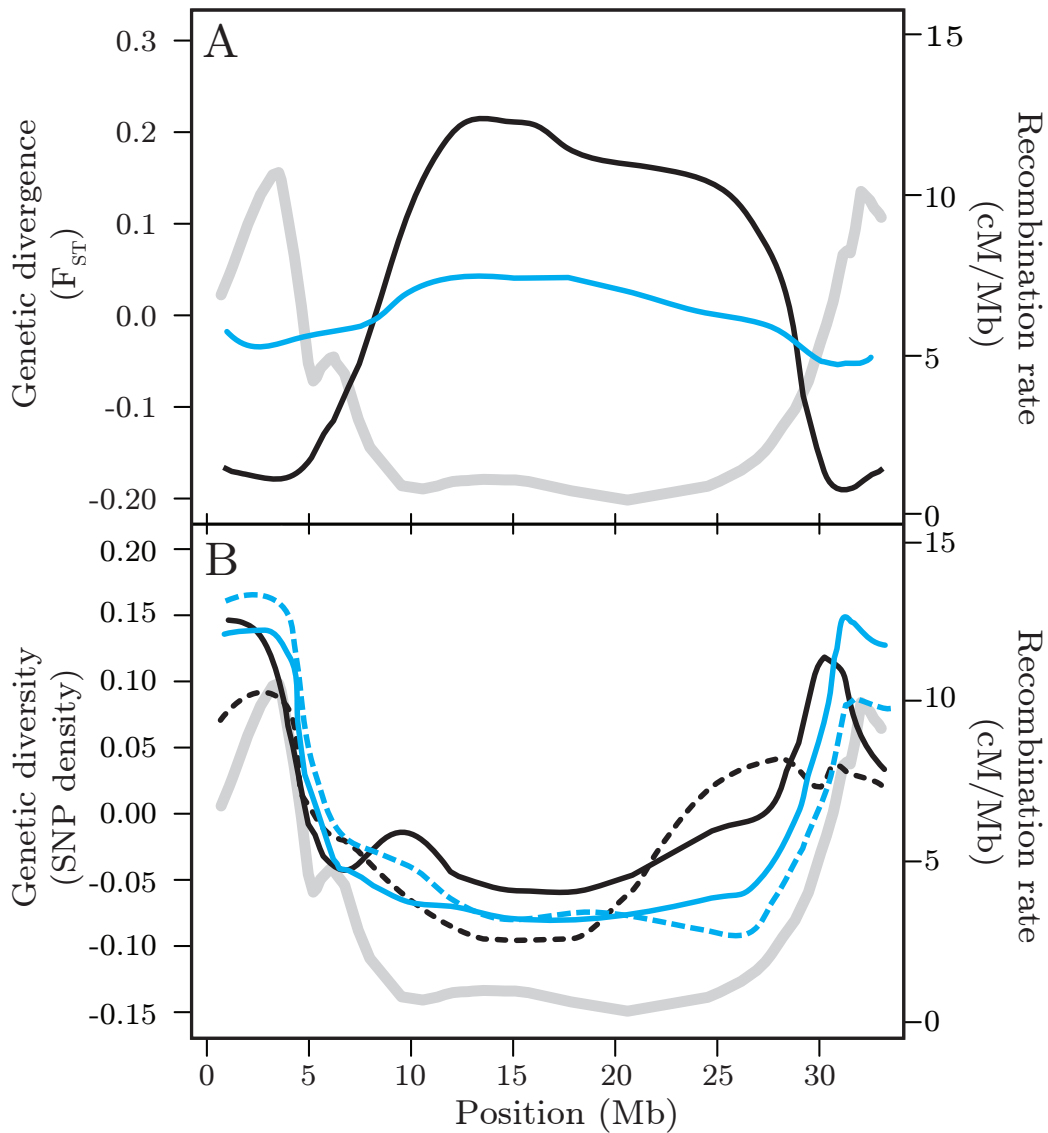 A
0.3
0.2
0.1
0.0
-0.1
-0.20
Genetic divergence
(F_ST)
15
10
5
0
Recombination rate
(cM/Mb)
B
0.20
0.15
0.10
0.05
0.00
-0.05
-0.10
-0.15
Genetic diversity
(SNP density)
15
10
5
0
Recombination rate
(cM/Mb)
0 5 10 15 20 25 30
Position (Mb)